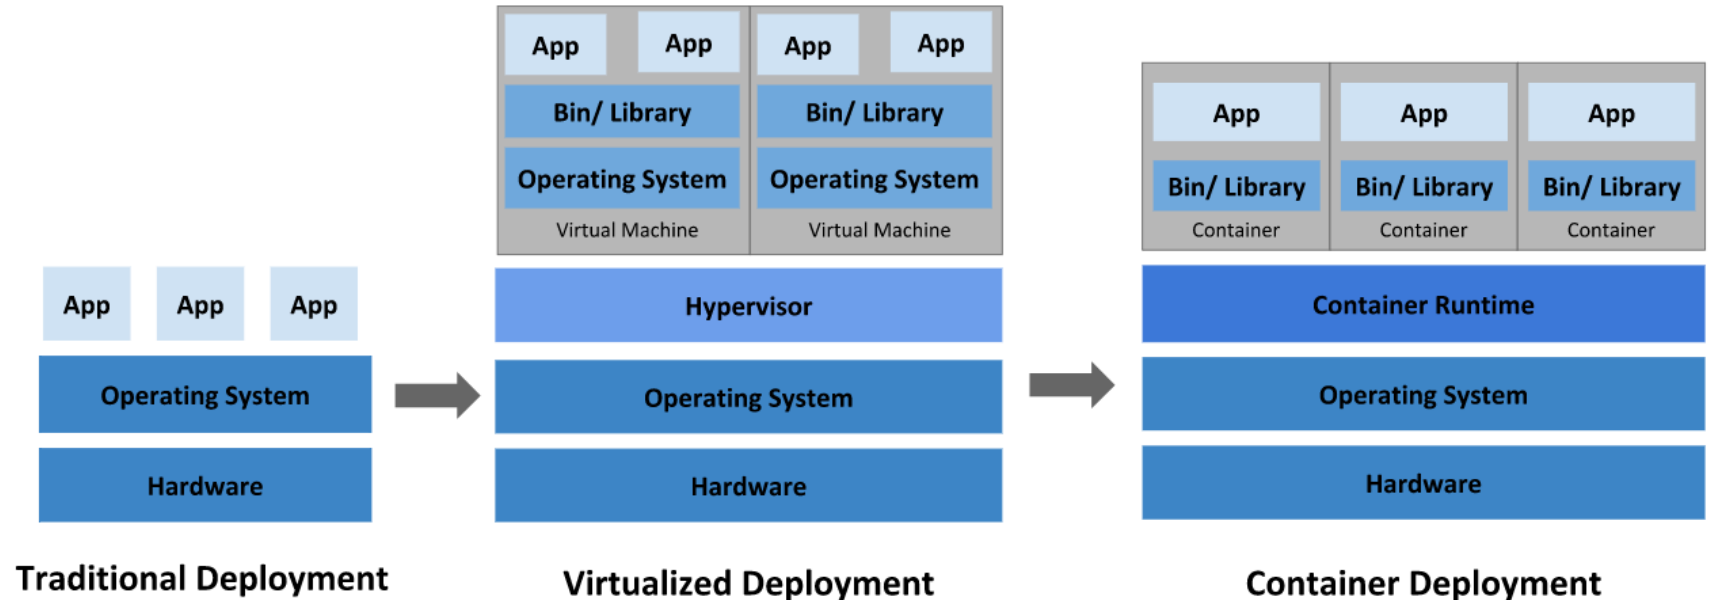 App
App
App
Operating System
Hardware
Traditional Deployment
App
App
Bin/ Library
Operating System
Virtual Machine
App
App
Bin/ Library
Operating System
Virtual Machine
Hypervisor
Operating System
Hardware
Virtualized Deployment
App
Bin/ Library
Container
App
Bin/ Library
Container
App
Bin/ Library
Container
Container Runtime
Operating System
Hardware
Container Deployment